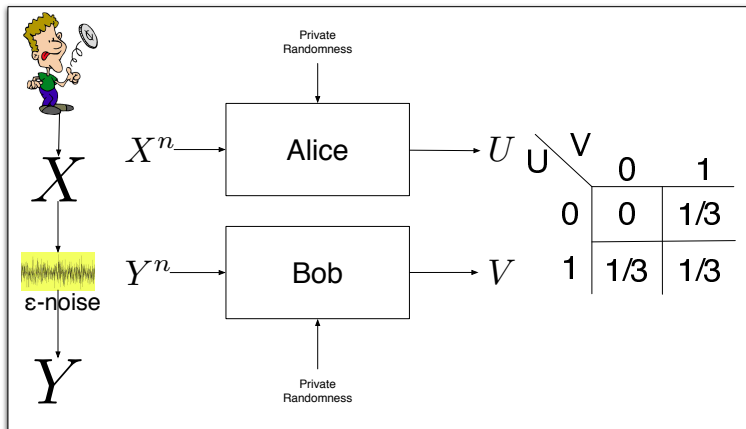 Private
Randomness
X^n Alice U
X
V
U 0 1
0 0 1/3
1 1/3 1/3
Y^n Bob V
ε-noise
Y
Private
Randomness